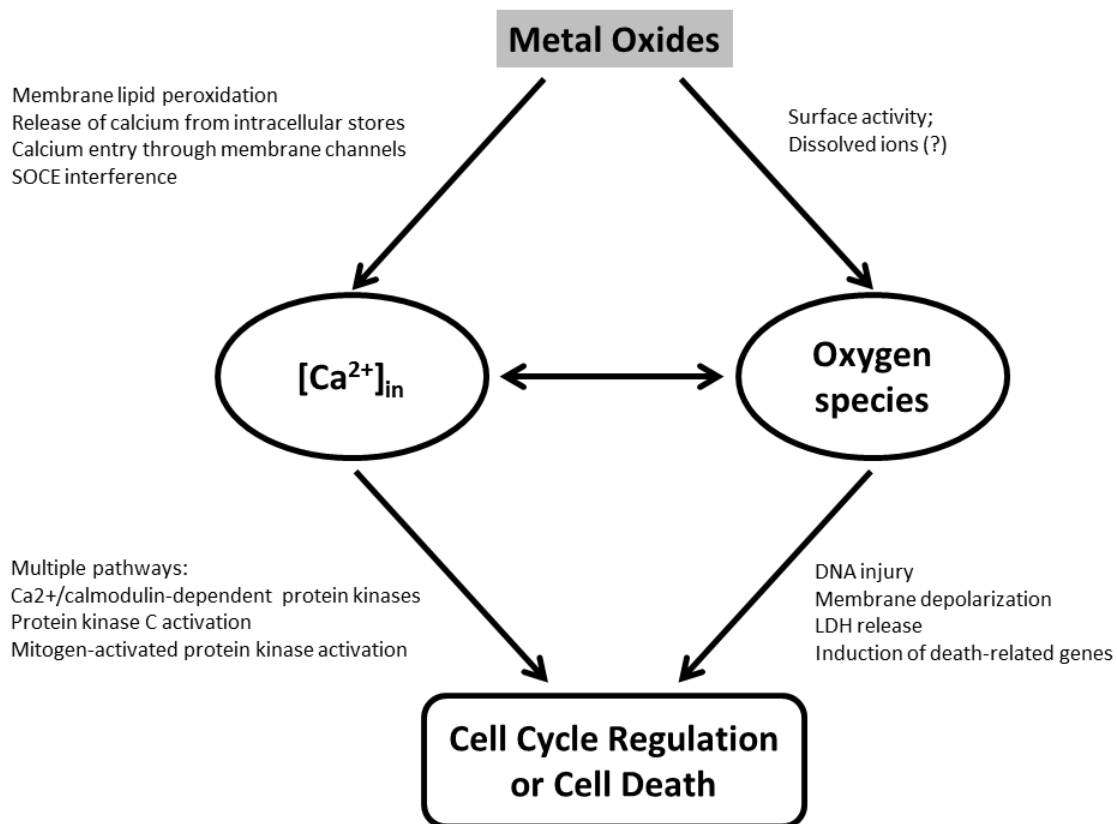 Metal Oxides
Membrane lipid peroxidation
Release of calcium from intracellular stores
Calcium entry through membrane channels
SOCE interference
Surface activity;
Dissolved ions (?)
[Ca²⁺]ᵢₙ
Oxygen
species
Multiple pathways:
Ca2+/calmodulin-dependent protein kinases
Protein kinase C activation
Mitogen-activated protein kinase activation
DNA injury
Membrane depolarization
LDH release
Induction of death-related genes
Cell Cycle Regulation
or Cell Death